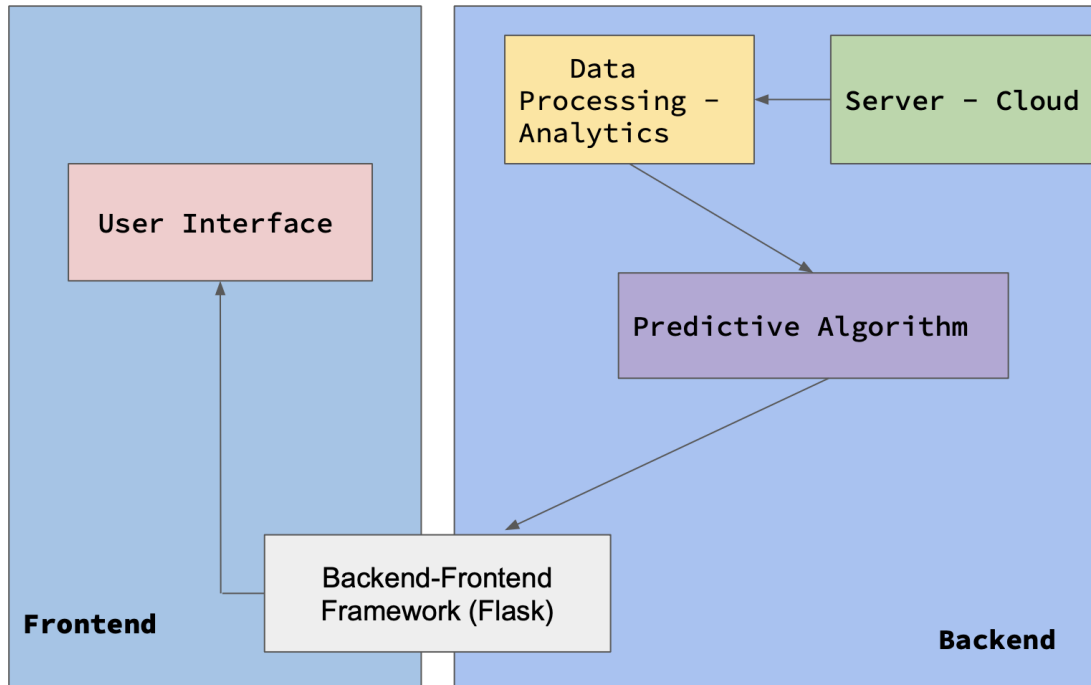 Data
Processing -
Analytics
Server - Cloud
User Interface
Predictive Algorithm
Backend-Frontend
Framework (Flask)
Frontend
Backend